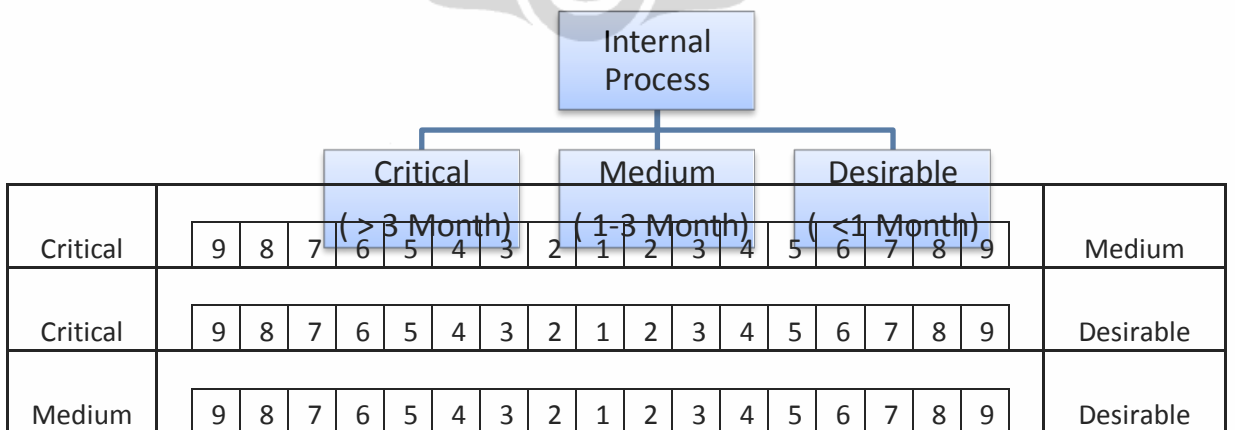 Internal
Process
Critical Medium Desirable
( > 3 Month) ( 1-3 Month) ( <1 Month)
Critical 9 8 7 6 5 4 3 2 1 2 3 4 5 6 7 8 9 Medium
Critical 9 8 7 6 5 4 3 2 1 2 3 4 5 6 7 8 9 Desirable
Medium 9 8 7 6 5 4 3 2 1 2 3 4 5 6 7 8 9 Desirable